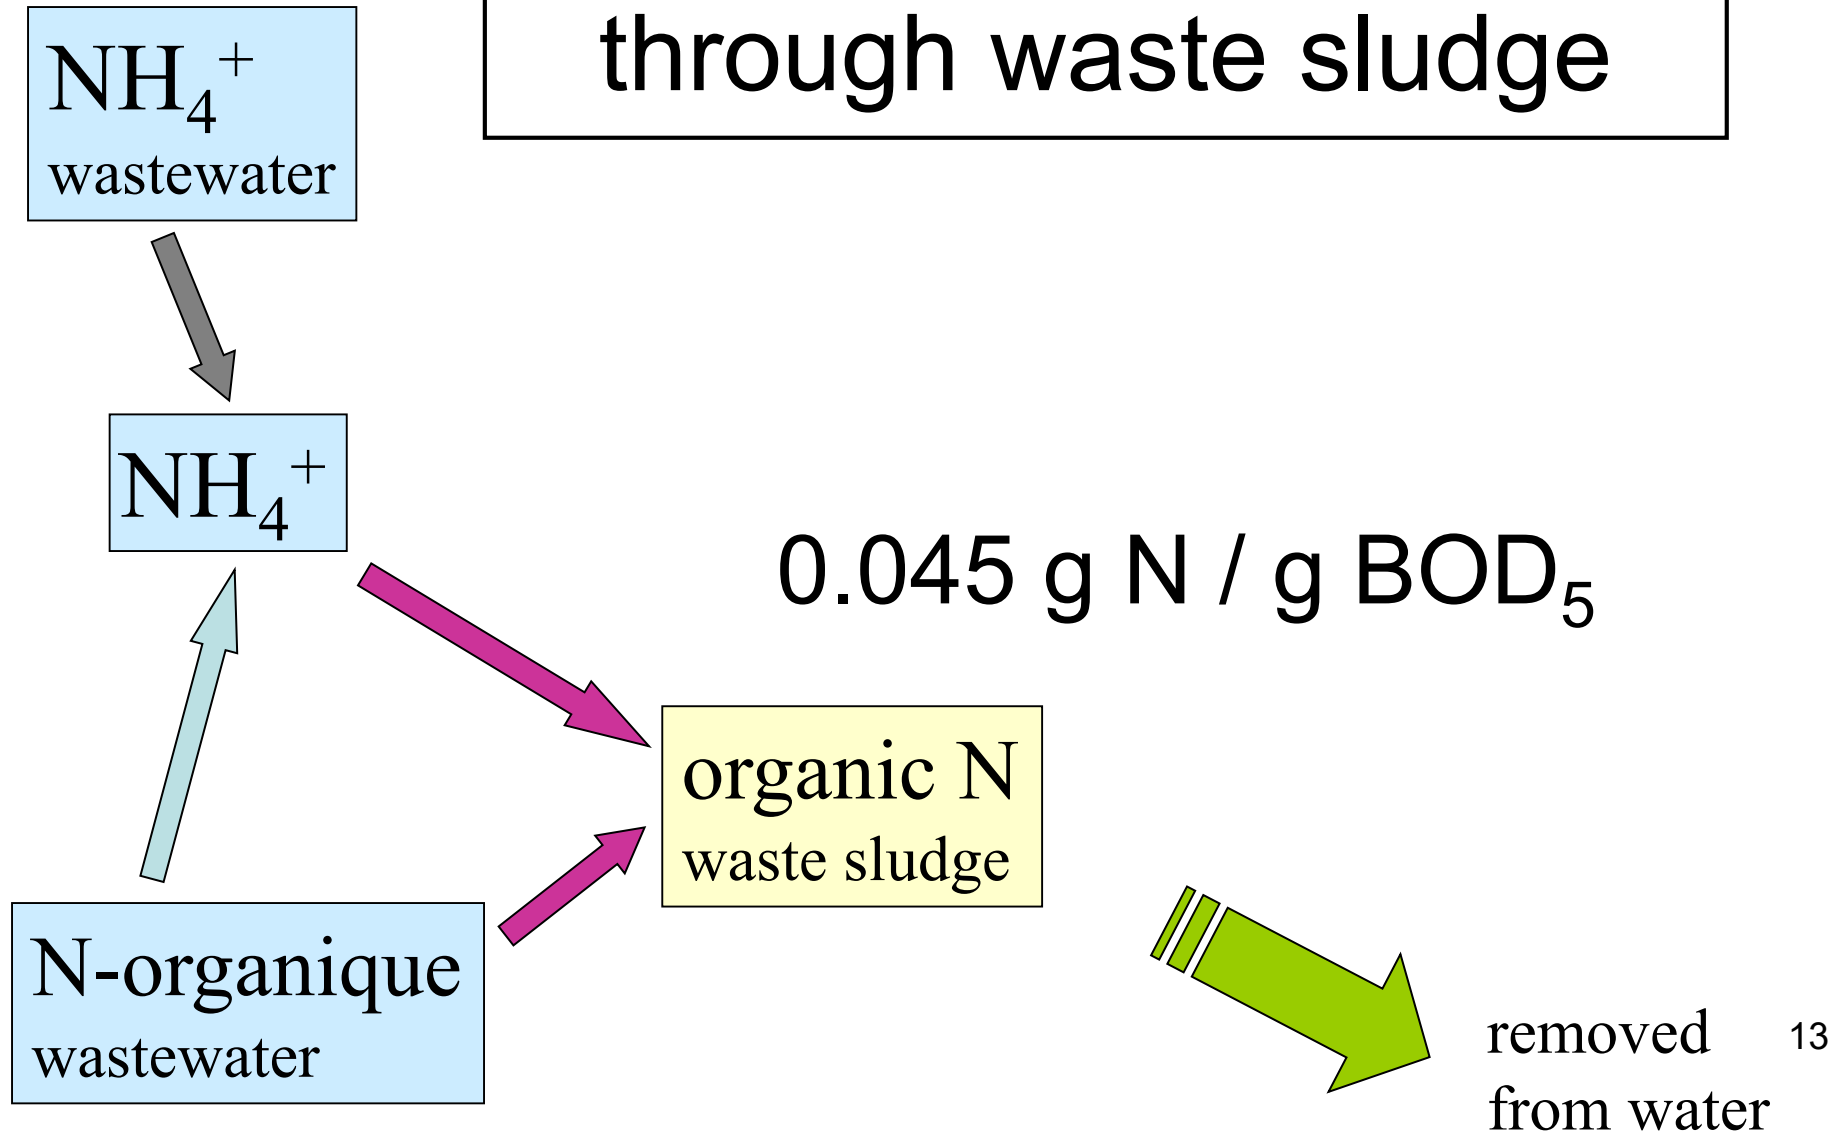 through waste sludge
NH₄⁺
wastewater
NH₄⁺
0.045 g N / g BOD₅
organic N
waste sludge
N-organique
wastewater
removed
from water
13